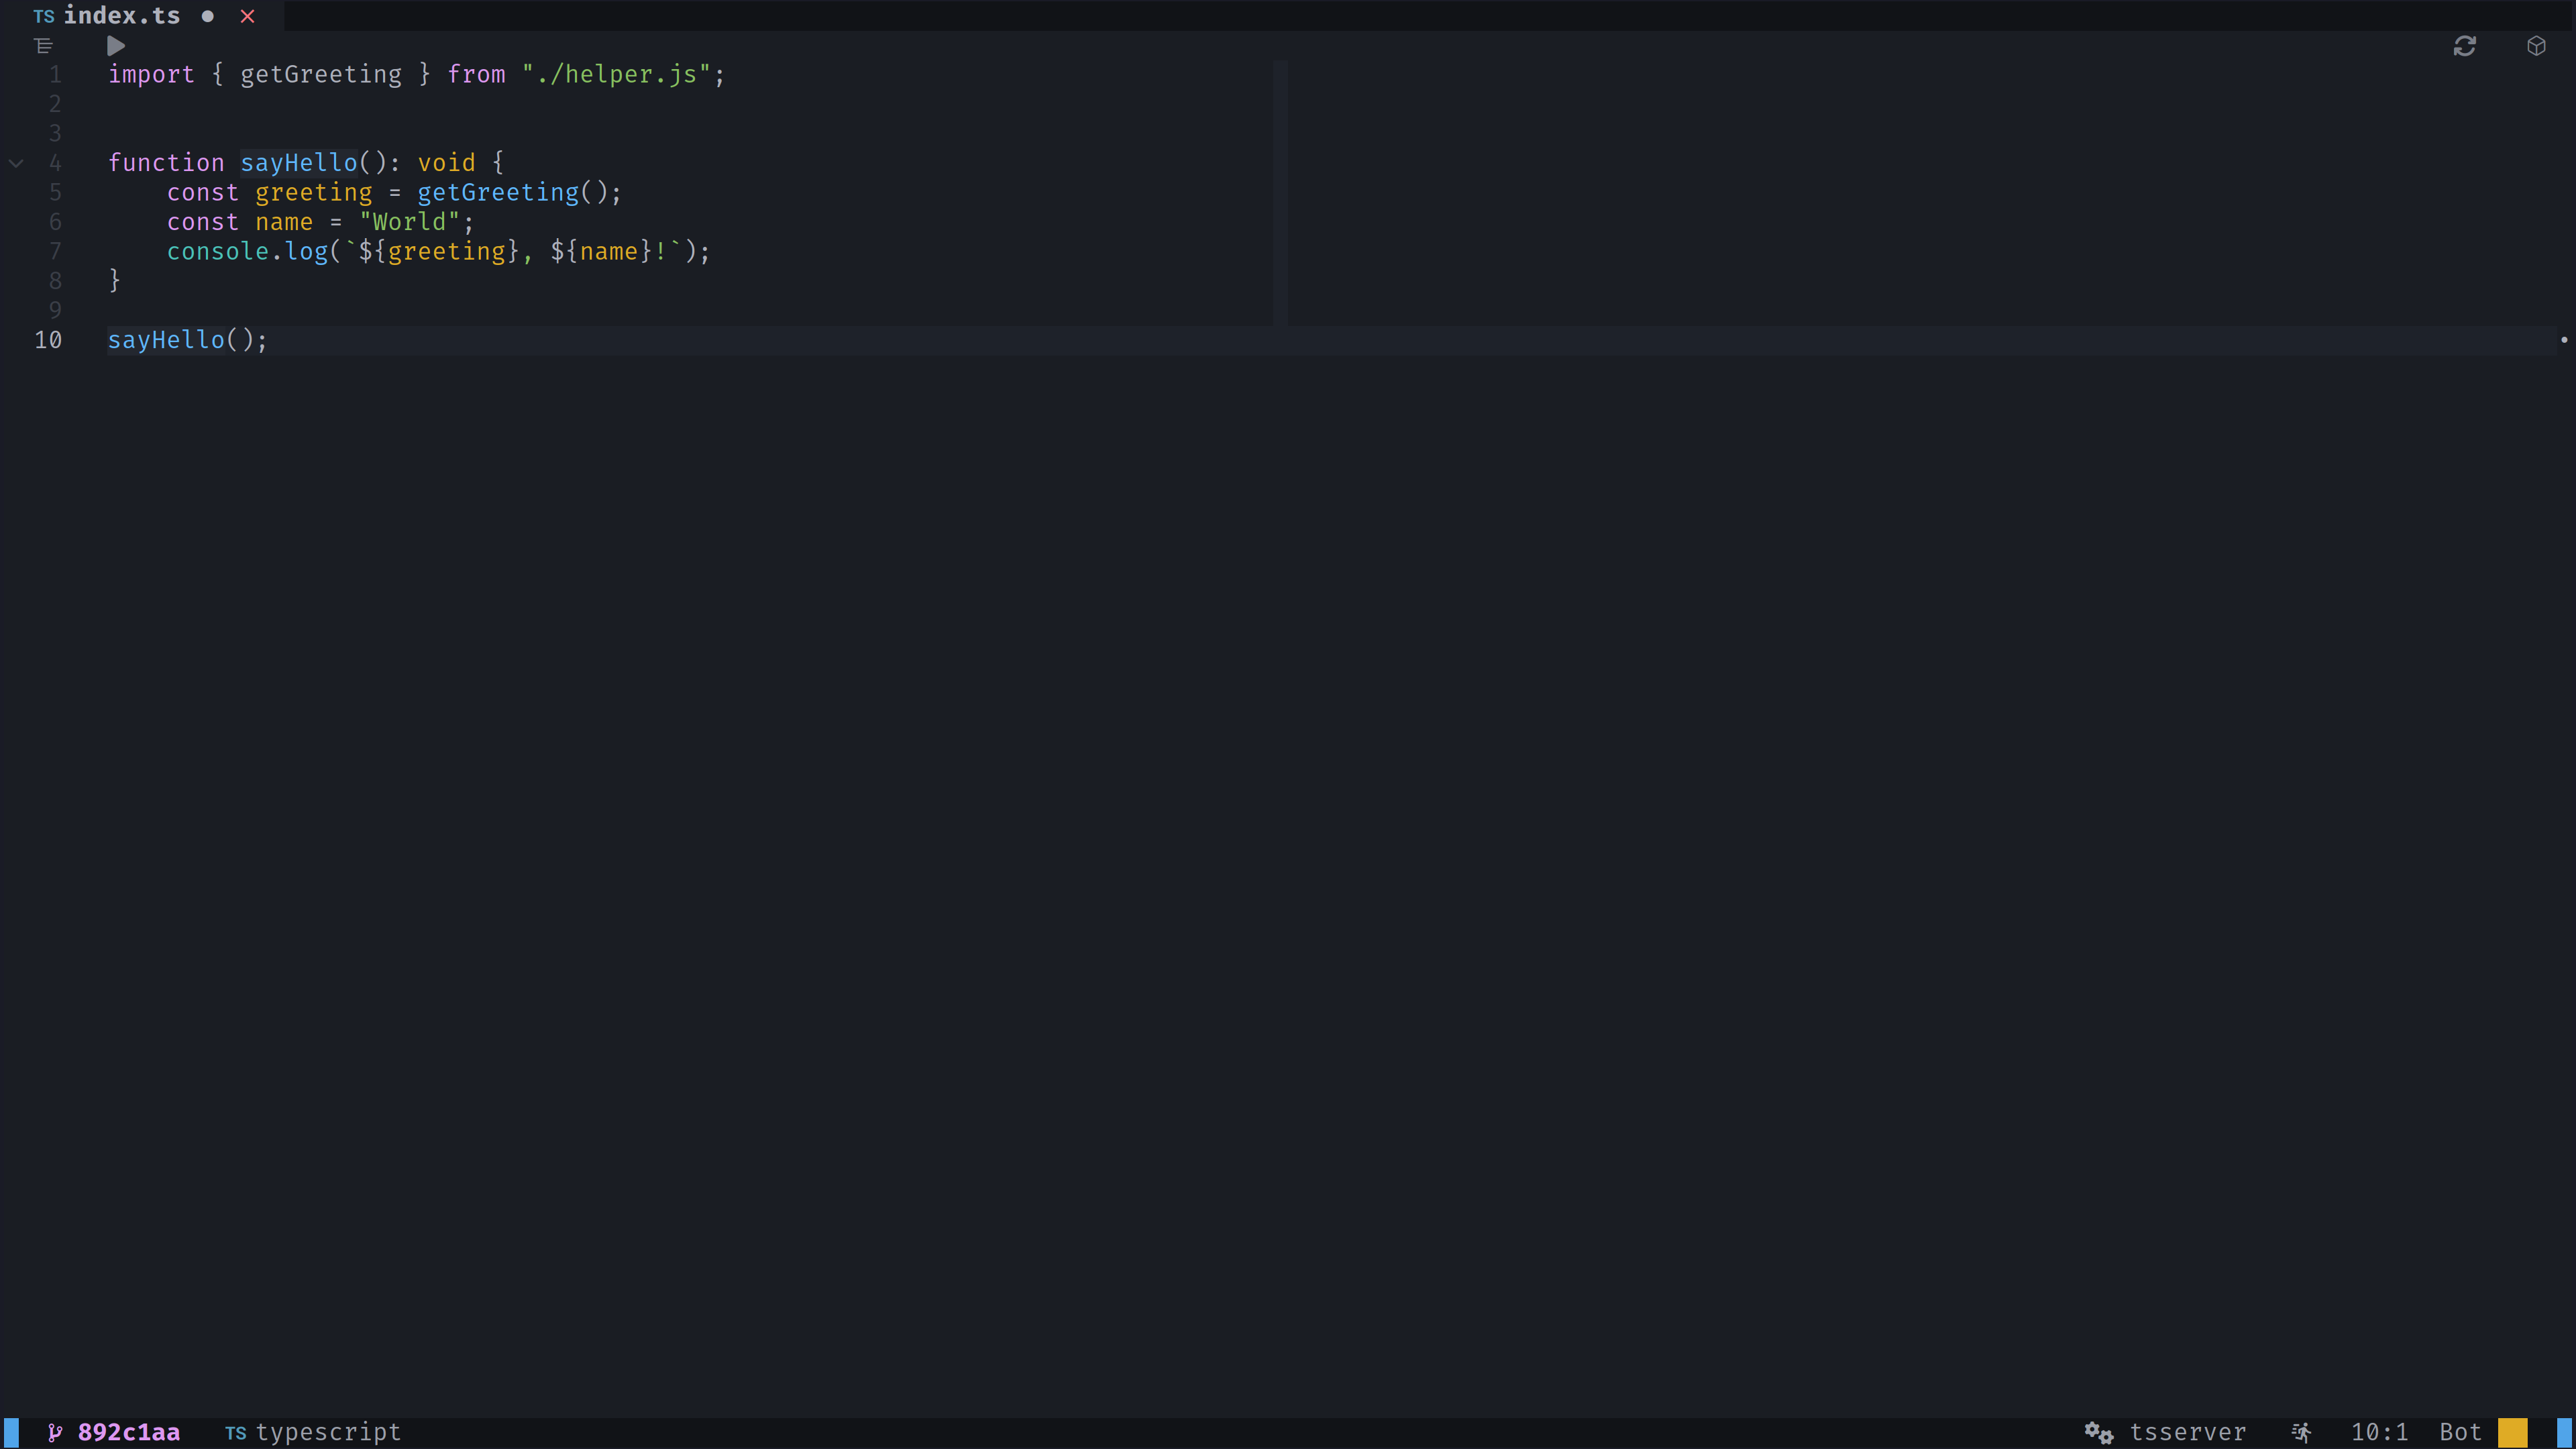 TS index.ts
1 import { getGreeting } from "./helper.js";
2
3
4 function sayHello(): void {
5     const greeting = getGreeting();
6     const name = "World";
7     console.log(`${greeting}, ${name}!`);
8 }
9
10 sayHello();
892c1aa TS typescript tsserver 10:1 Bot